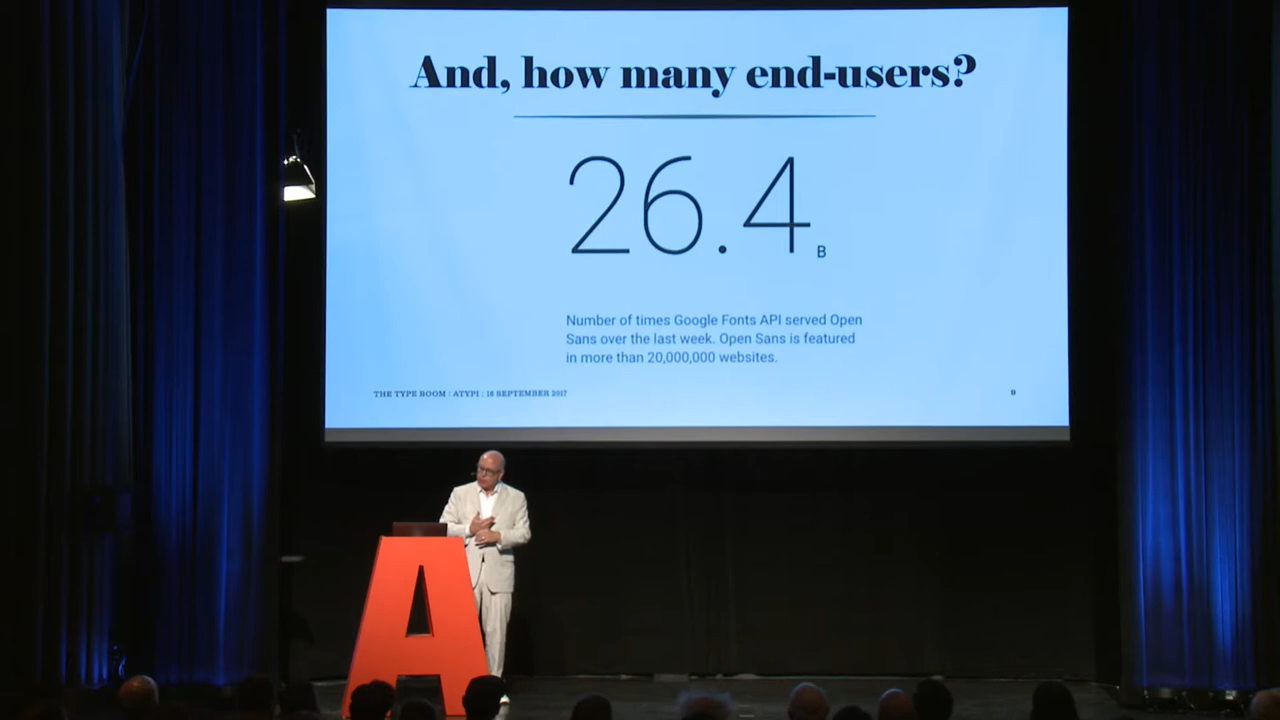 And, how many end-users?
26.4 B
Number of times Google Fonts API served Open
Sans over the last week. Open Sans is featured
in more than 20,000,000 websites.
THE TYPE BOOM : ATYPI : 16 SEPTEMBER 2017 9
A